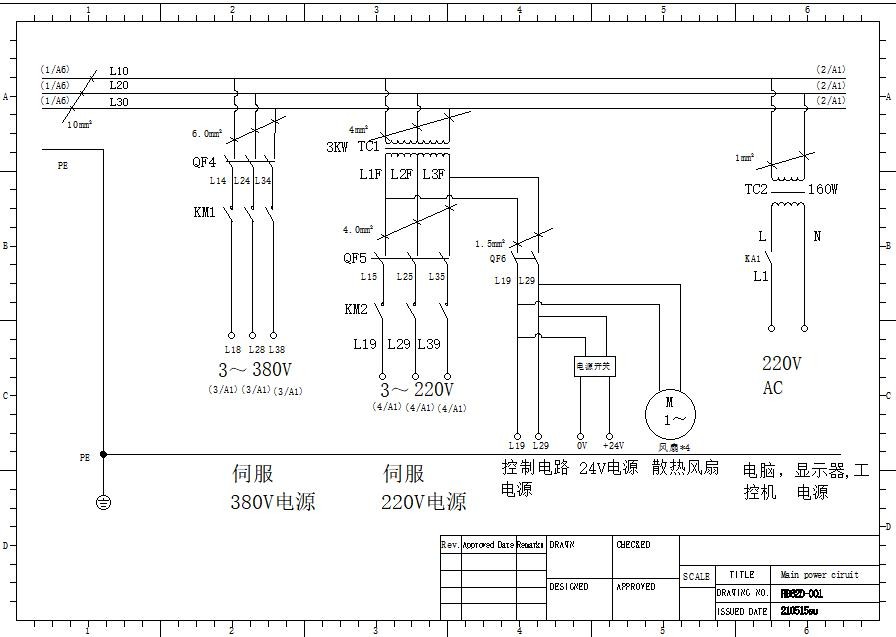 1 2 3 4 5 6
(1/A6) L10 (2/A1)
(1/A6) L20 (2/A1)
A A
(1/A6) L30 (2/A1)
10mm²
6.0mm² 4mm²
3KW TC1
1mm²
PE QF4
L14 L24 L34
L1F L2F L3F
TC2 160W
KM1
4.0mm² 1.5mm²
L N
B B
QF5 QF6 KA1
L15 L25 L35 L19 L29
L1
KM2
L19 L29 L39
L18 L28 L38
3～ 380V
(3/A1) (3/A1) (3/A1)
电源开关
220V
AC
3～ 220V
(4/A1) (4/A1) (4/A1)
C C
M
1～
L19 L29 0V +24V
风扇*4
PE
伺服
380V电源
伺服
220V电源
控制电路
电源
24V电源
散热风扇
电脑，显示器,工
控机 电源
D D
Rev. Approved Date Remarks DRAWN CHECKED
DESIGNED APPROVED
SCALE TITLE Main power ciruit
DRAWING NO.
ISSUED DATE 210515su
1 2 3 4 5 6